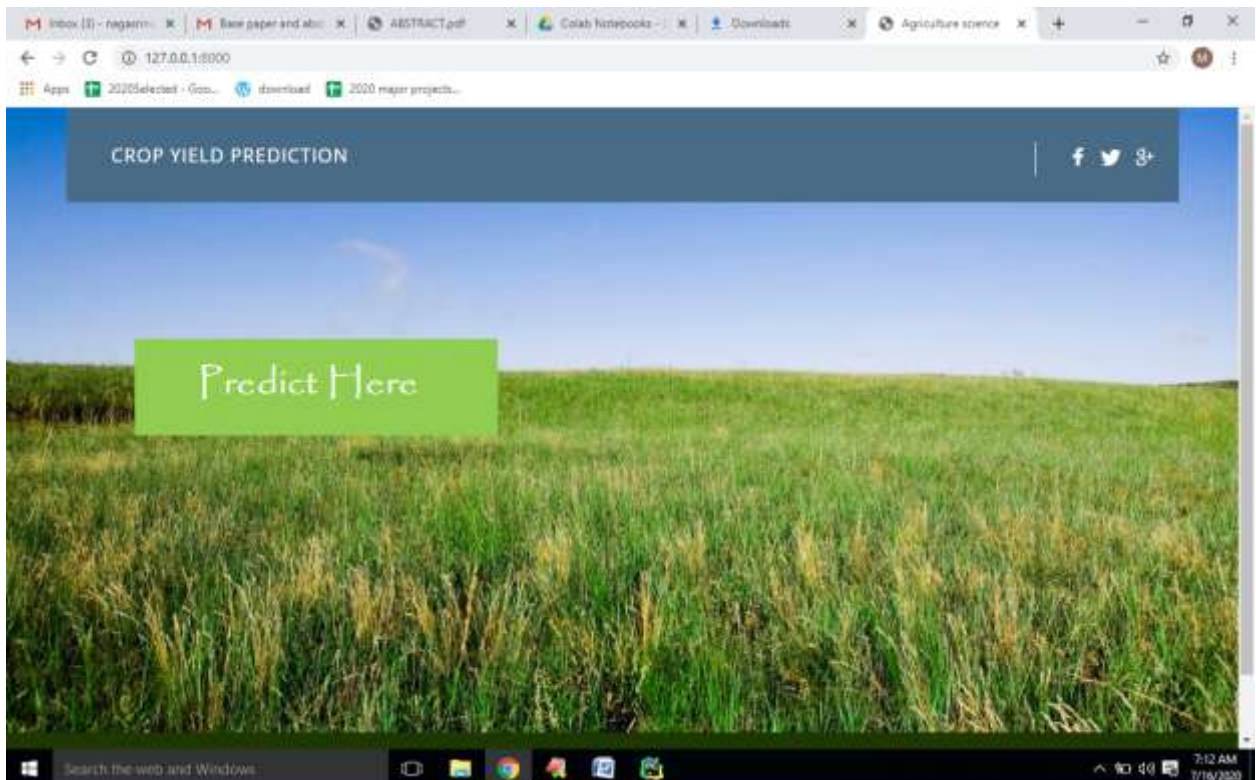 Inbox (3) - nagasri
Base paper and abs
ABSTRACT.pdf
Colab Notebooks -
Downloads
Agriculture science
127.0.0.1:8000
M
Apps
2020Selected - Goo...
download
2020 major projects...
CROP YIELD PREDICTION
Predict Here
Search the web and Windows
7:12 AM